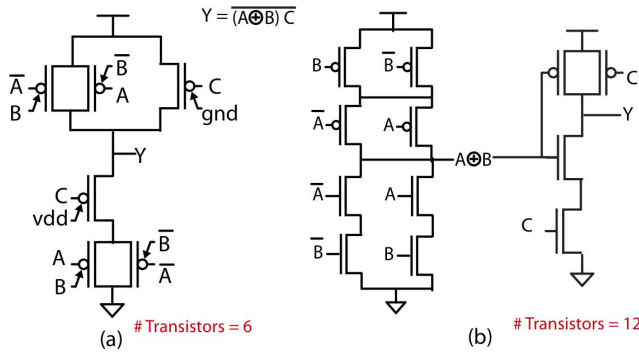 Y = (A⊕B) C
B̅
A̅
B
A
C
gnd
Y
C
vdd
B̅
A
B
A̅
# Transistors = 6
(a)
B
B̅
A̅
A
A⊕B
A̅
A
B̅
B
C
Y
C
# Transistors = 12
(b)